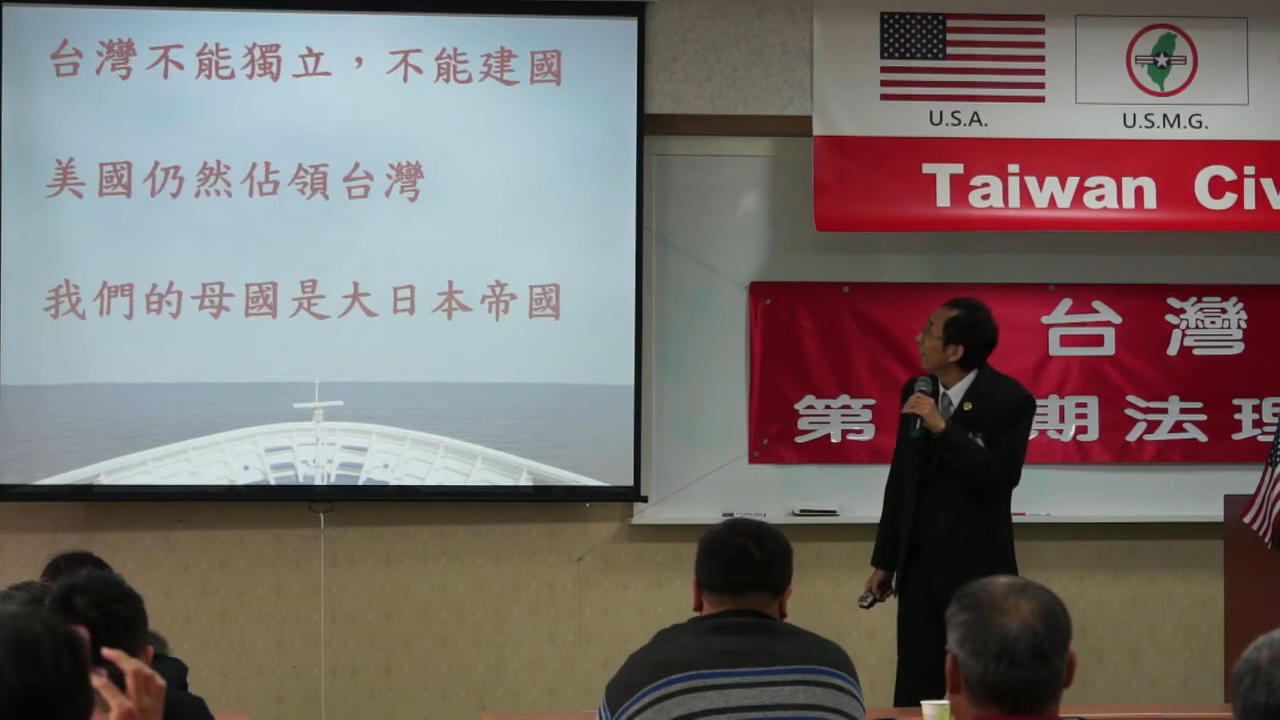 台灣不能獨立，不能建國
美國仍然佔領台灣
我們的母國是大日本帝國
U.S.A.
U.S.M.G.
Taiwan Civ
台灣
第 期法理